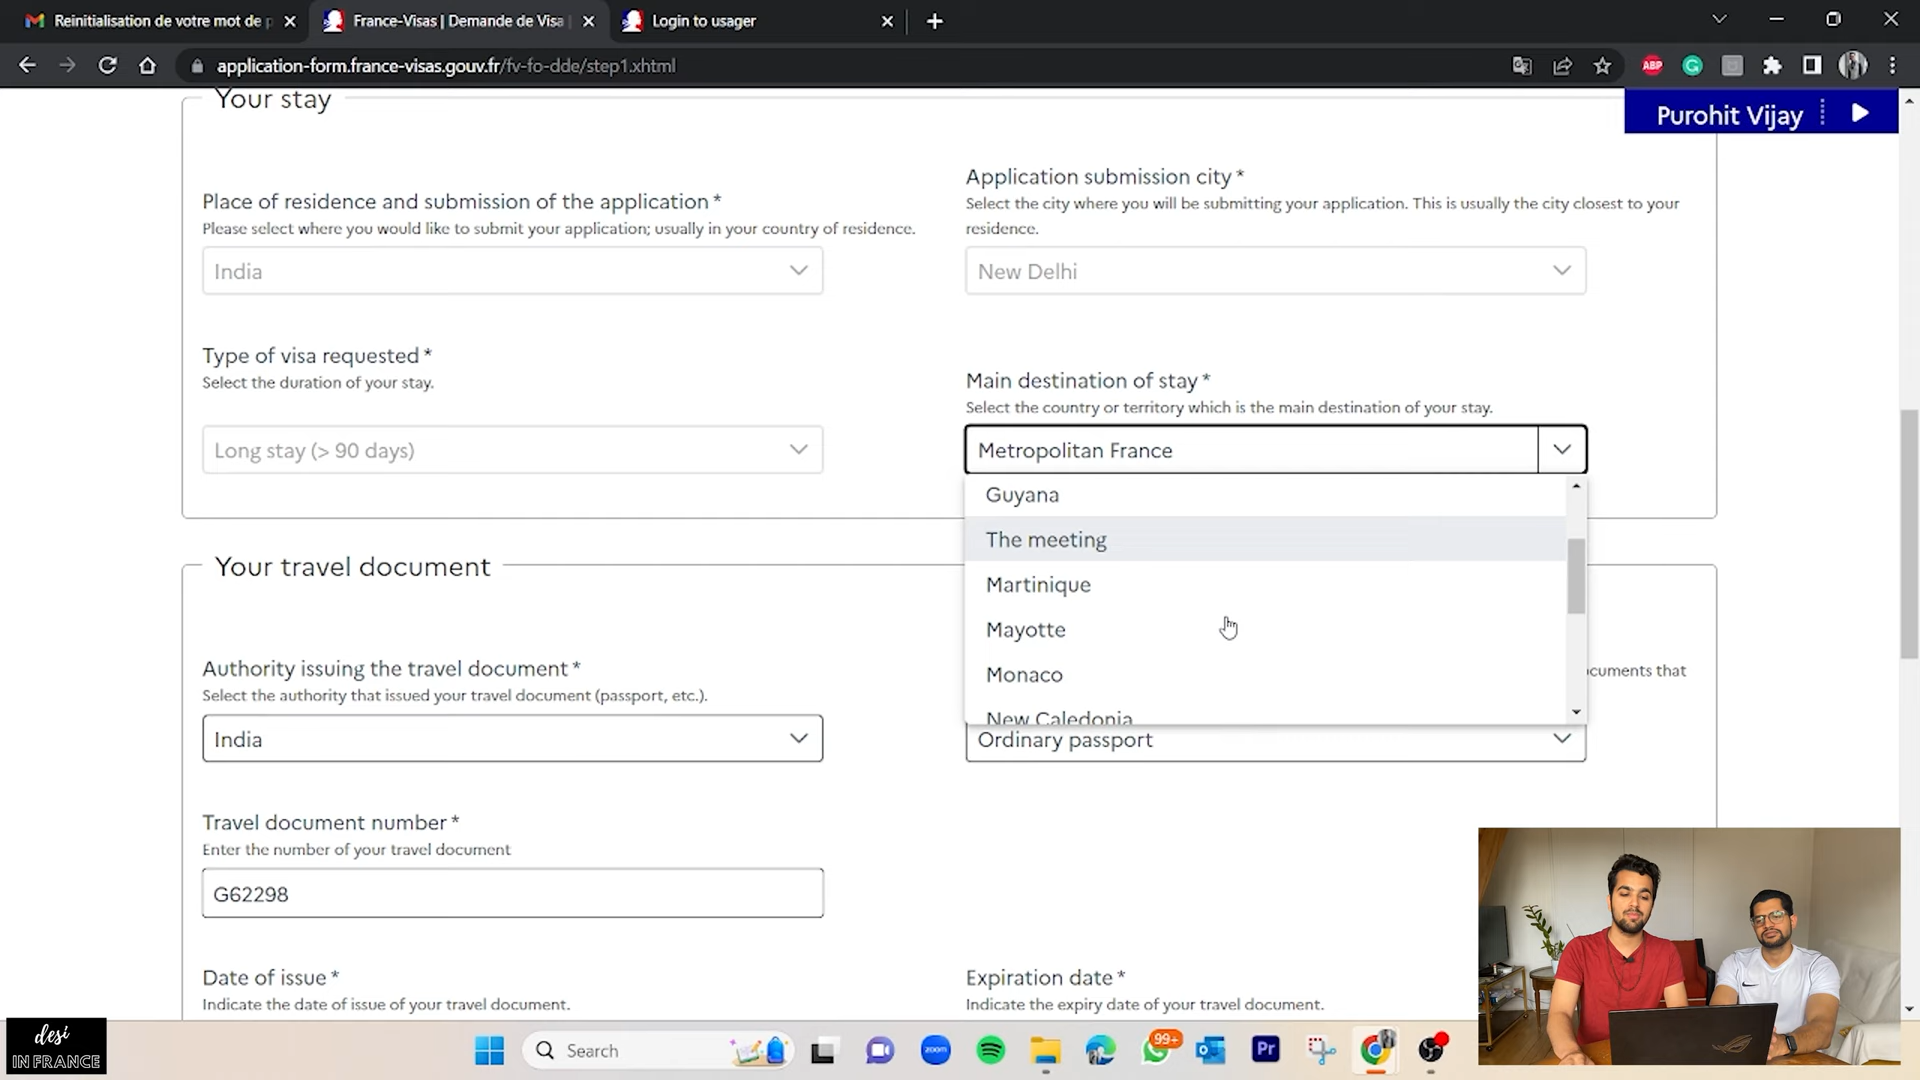 Reinitialisation de votre mot de p
France-Visas | Demande de Visa
Login to usager
application-form.france-visas.gouv.fr/fv-fo-dde/step1.xhtml
ABP
Your stay
Purohit Vijay
Place of residence and submission of the application *
Please select where you would like to submit your application; usually in your country of residence.
India
Application submission city *
Select the city where you will be submitting your application. This is usually the city closest to your
residence.
New Delhi
Type of visa requested *
Select the duration of your stay.
Long stay (> 90 days)
Main destination of stay *
Select the country or territory which is the main destination of your stay.
Metropolitan France
Guyana
The meeting
Martinique
Mayotte
Monaco
New Caledonia
Your travel document
Authority issuing the travel document *
Select the authority that issued your travel document (passport, etc.).
India
ocuments that
Ordinary passport
Travel document number *
Enter the number of your travel document
G62298
Date of issue *
Indicate the date of issue of your travel document.
Expiration date *
Indicate the expiry date of your travel document.
desi
IN FRANCE
Search
zoom
99+
Pr